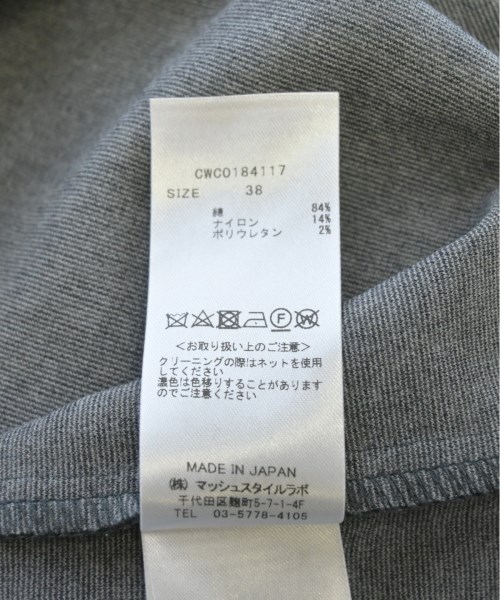 CWCO184117
SIZE 38
綿 84%
ナイロン 14%
ポリウレタン 2%
F W
<お取り扱い上のご注意>
クリーニングの際はネットを使用
してください
濃色は色移りすることがあります
のでご注意ください
MADE IN JAPAN
(株)マッシュスタイルラボ
千代田区麹町5-7-1-4F
TEL 03-5778-4105